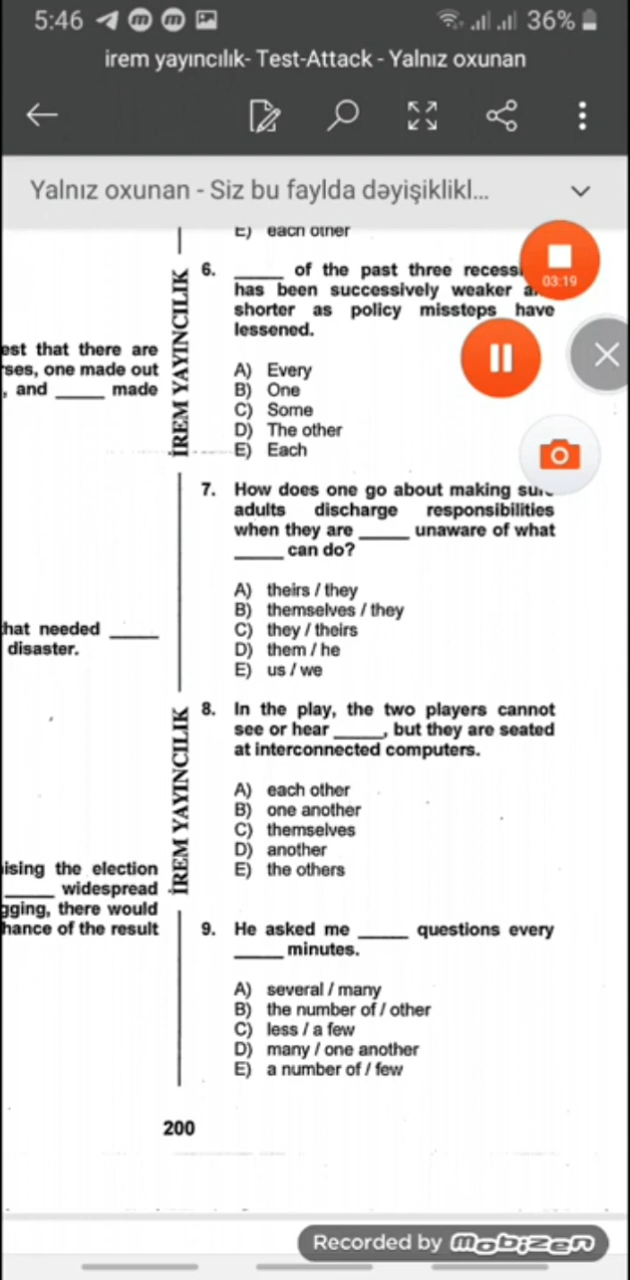 5:46
36%
irem yayıncılık- Test-Attack - Yalnız oxunan
Yalnız oxunan - Siz bu faylda dəyişiklikl...
est that there are
rses, one made out
, and _____ made
that needed _____
disaster.
ising the election
_____ widespread
gging, there would
hance of the result
İREM YAYINCILIK
İREM YAYINCILIK
E) each other
6. _____ of the past three recess
has been successively weaker a
shorter as policy missteps have
lessened.
A) Every
B) One
C) Some
D) The other
E) Each
7. How does one go about making sure
adults discharge responsibilities
when they are _____ unaware of what
_____ can do?
A) theirs / they
B) themselves / they
C) they / theirs
D) them / he
E) us / we
8. In the play, the two players cannot
see or hear _____, but they are seated
at interconnected computers.
A) each other
B) one another
C) themselves
D) another
E) the others
9. He asked me _____ questions every
_____ minutes.
A) several / many
B) the number of / other
C) less / a few
D) many / one another
E) a number of / few
200
03:19
Recorded by mobizen